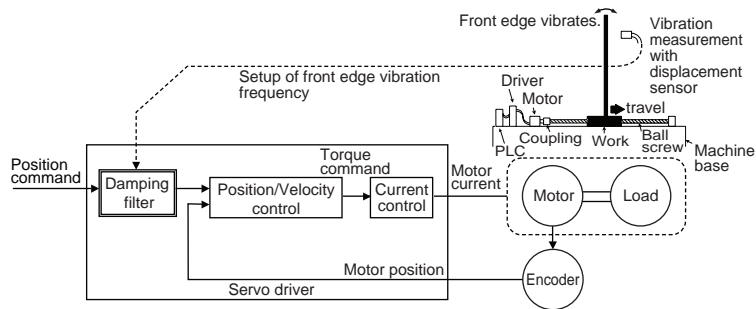 Front edge vibrates.
Vibration
measurement
with
displacement
sensor
Setup of front edge vibration
frequency
Driver
Motor
travel
Coupling
PLC
Work
Ball
screw
Machine
base
Position
command
Damping
filter
Position/Velocity
control
Torque
command
Current
control
Motor
current
Motor
Load
Motor position
Encoder
Servo driver